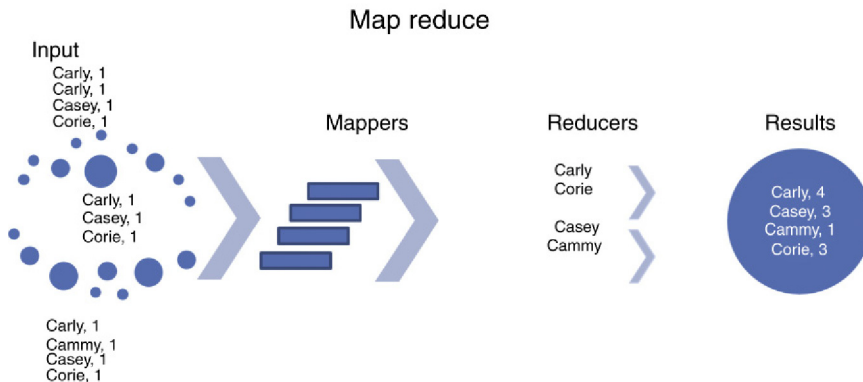 Map reduce
Input
Carly, 1
Carly, 1
Casey, 1
Corie, 1
Carly, 1
Casey, 1
Corie, 1
Carly, 1
Cammy, 1
Casey, 1
Corie, 1
Mappers
Reducers
Carly
Corie
Casey
Cammy
Results
Carly, 4
Casey, 3
Cammy, 1
Corie, 3